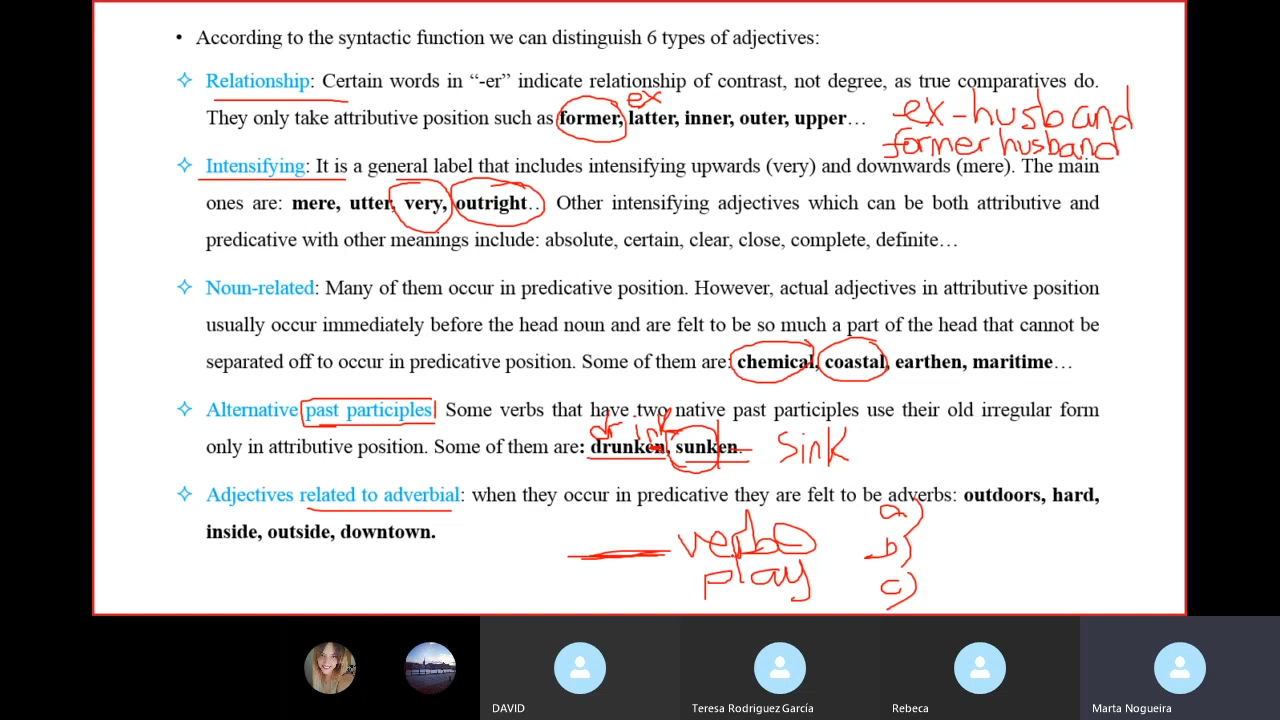 • According to the syntactic function we can distinguish 6 types of adjectives:
Relationship: Certain words in “-er” indicate relationship of contrast, not degree, as true comparatives do.
ex
ex-husband
They only take attributive position such as former, latter, inner, outer, upper…
former husband
Intensifying: It is a general label that includes intensifying upwards (very) and downwards (mere). The main
ones are: mere, utter, very, outright… Other intensifying adjectives which can be both attributive and
predicative with other meanings include: absolute, certain, clear, close, complete, definite…
Noun-related: Many of them occur in predicative position. However, actual adjectives in attributive position
usually occur immediately before the head noun and are felt to be so much a part of the head that cannot be
separated off to occur in predicative position. Some of them are: chemical, coastal, earthen, maritime…
Alternative past participles: Some verbs that have two native past participles use their old irregular form
drink
only in attributive position. Some of them are: drunken, sunken.
sink
Adjectives related to adverbial: when they occur in predicative they are felt to be adverbs: outdoors, hard,
inside, outside, downtown.
a)
verbo
b)
play
c)
DAVID
Teresa Rodriguez García
Rebeca
Marta Nogueira